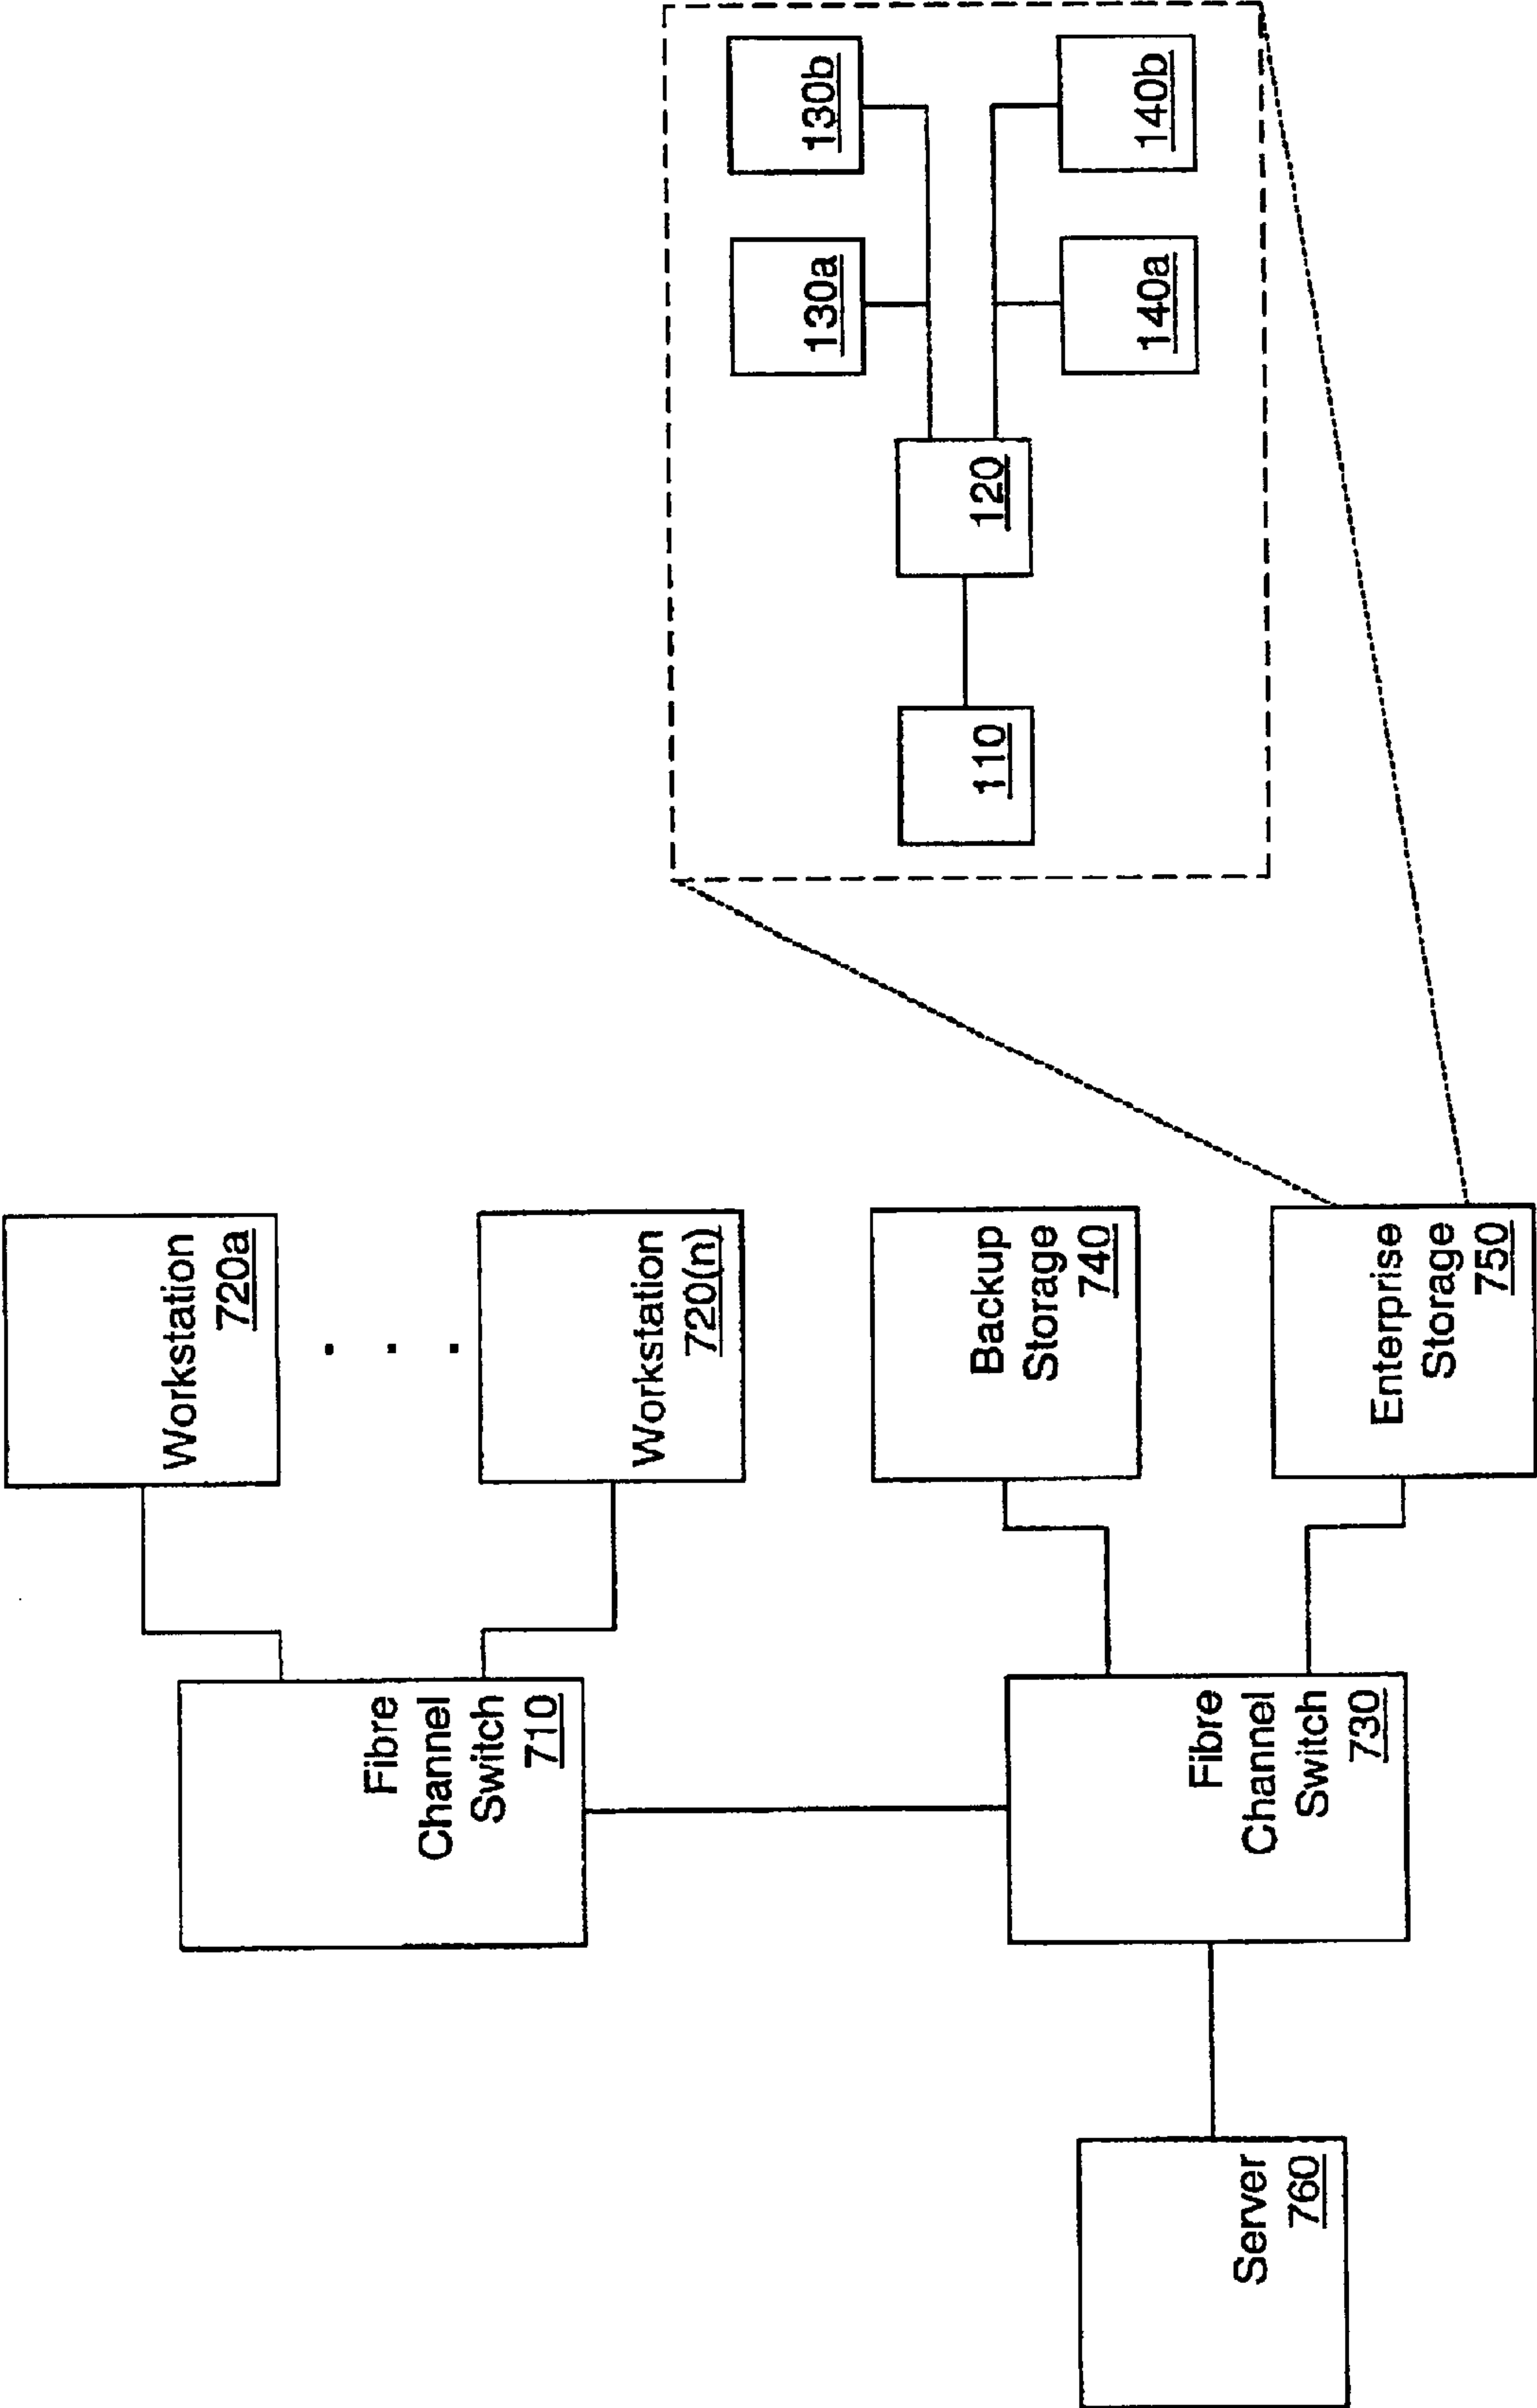 Workstation
720a
. . .
Workstation
720(n)
Fibre
Channel
Switch
710
Backup
Storage
740
Enterprise
Storage
750
Fibre
Channel
Switch
730
Server
760
110
120
130a
130b
140a
140b